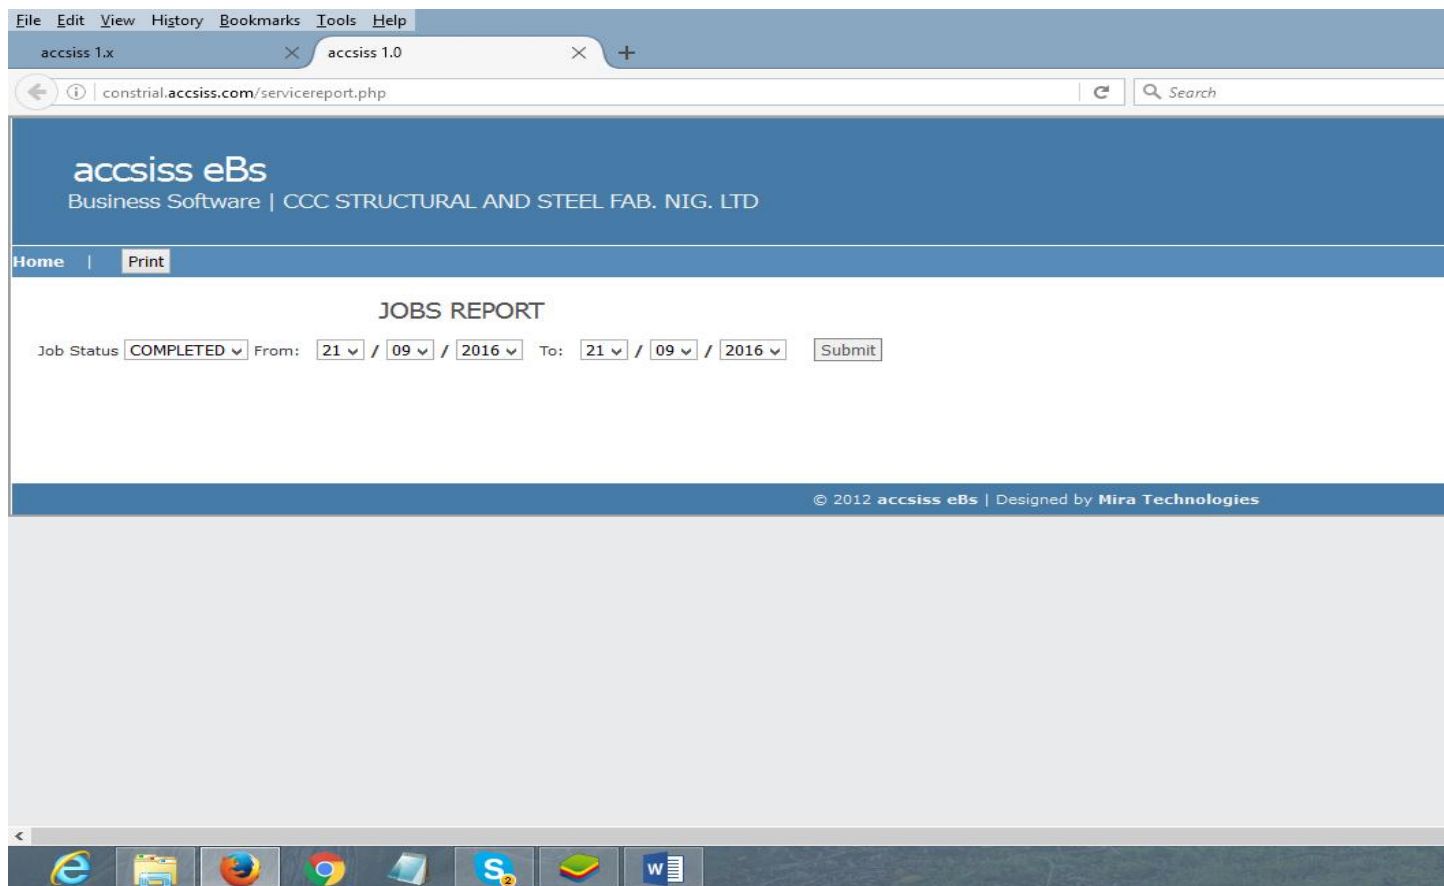 File Edit View History Bookmarks Tools Help
accsiss 1.x accsiss 1.0
constrial.accsiss.com/servicereport.php Search
accsiss eBs
Business Software | CCC STRUCTURAL AND STEEL FAB. NIG. LTD
Home | Print
JOBS REPORT
Job Status COMPLETED From: 21 / 09 / 2016 To: 21 / 09 / 2016 Submit
© 2012 accsiss eBs | Designed by Mira Technologies
S 2 W